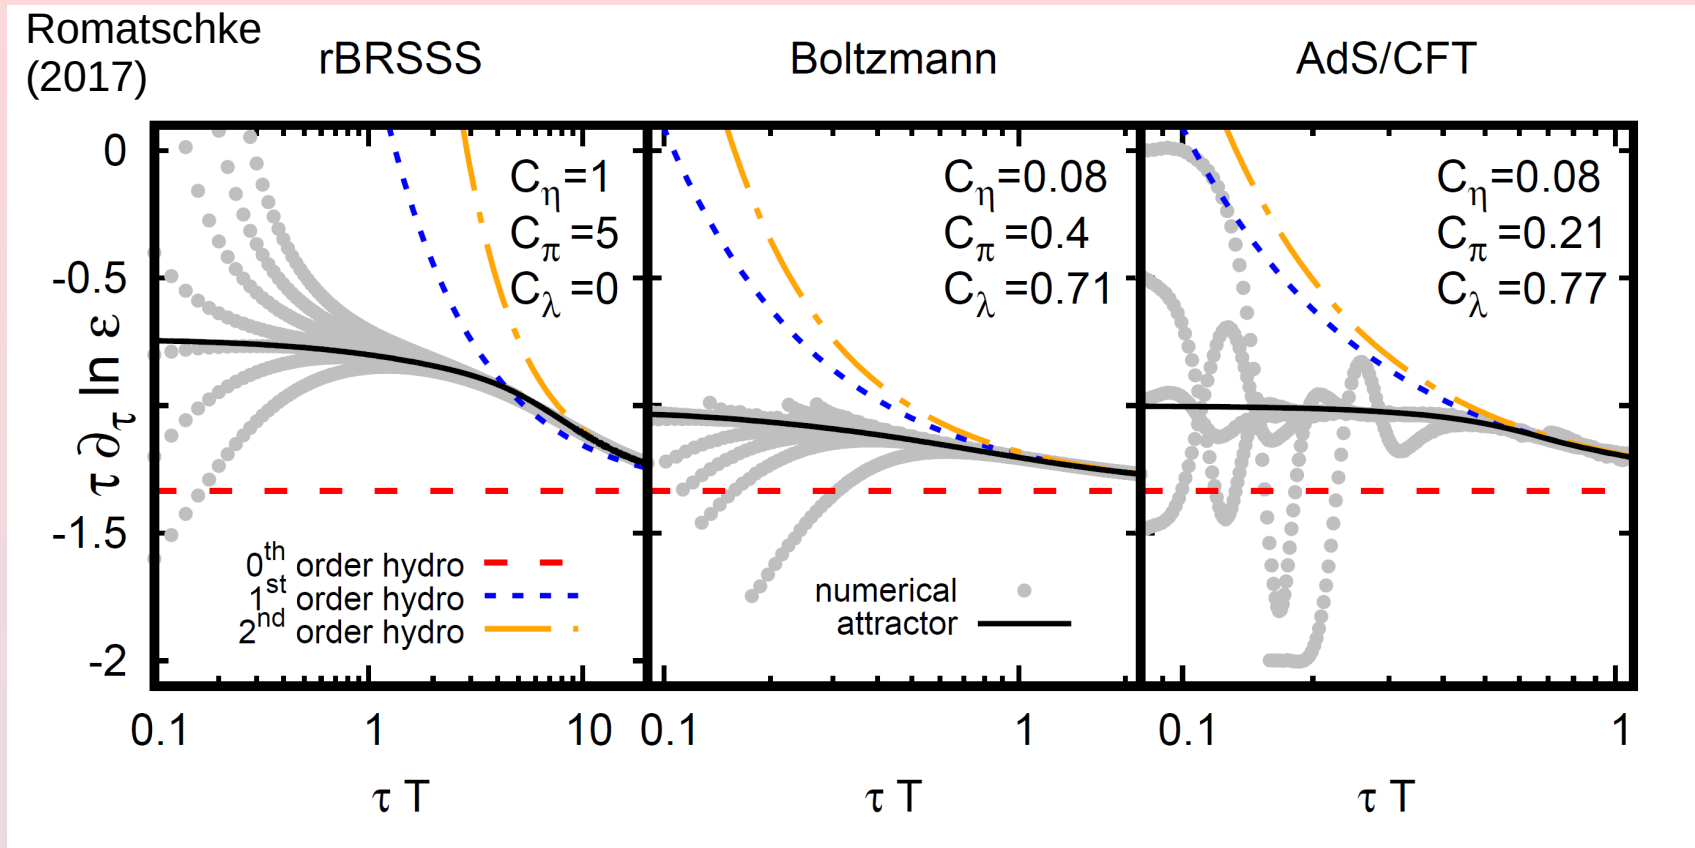 Romatschke
(2017)
rBRSSS
Boltzmann
AdS/CFT
τ ∂τ ln ε
0
-0.5
-1.5
-2
Cη=1
Cπ=5
Cλ=0
Cη=0.08
Cπ=0.4
Cλ=0.71
Cη=0.08
Cπ=0.21
Cλ=0.77
0th order hydro
1st order hydro
2nd order hydro
numerical
attractor
0.1 1 10
0.1 1
0.1 1
τ T
τ T
τ T